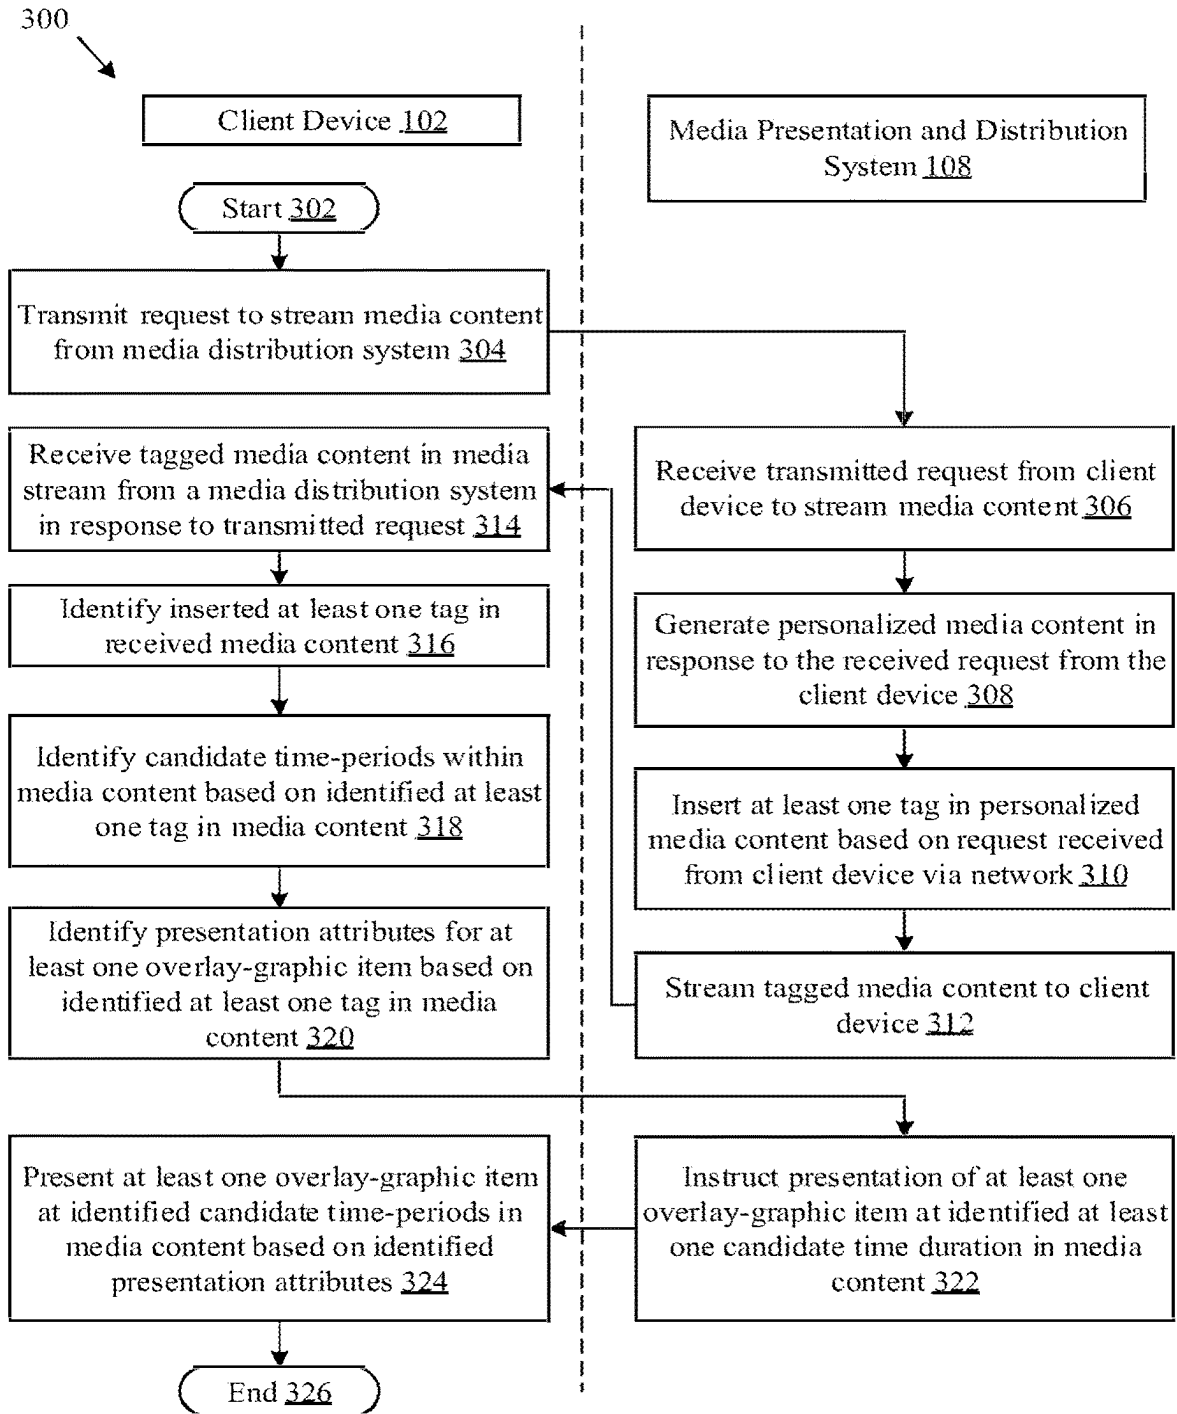 300
Client Device 102
Media Presentation and Distribution
System 108
Start 302
Transmit request to stream media content
from media distribution system 304
Receive transmitted request from client
device to stream media content 306
Generate personalized media content in
response to the received request from the
client device 308
Insert at least one tag in personalized
media content based on request received
from client device via network 310
Stream tagged media content to client
device 312
Receive tagged media content in media
stream from a media distribution system
in response to transmitted request 314
Identify inserted at least one tag in
received media content 316
Identify candidate time-periods within
media content based on identified at least
one tag in media content 318
Identify presentation attributes for at
least one overlay-graphic item based on
identified at least one tag in media
content 320
Instruct presentation of at least one
overlay-graphic item at identified at least
one candidate time duration in media
content 322
Present at least one overlay-graphic item
at identified candidate time-periods in
media content based on identified
presentation attributes 324
End 326